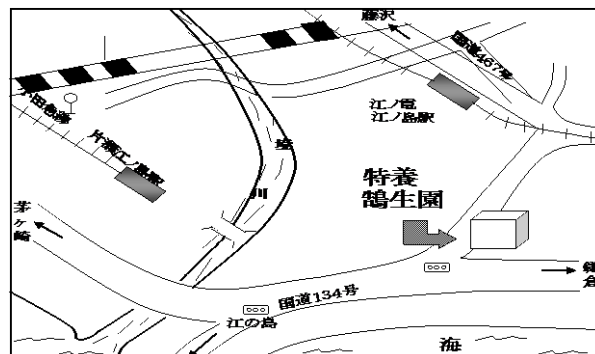 藤沢
国道467号
小田急線
江ノ電
江ノ島駅
片瀬江ノ島駅
境
川
特養
鵠生園
茅ヶ崎
鎌倉
国道134号
江の島
海